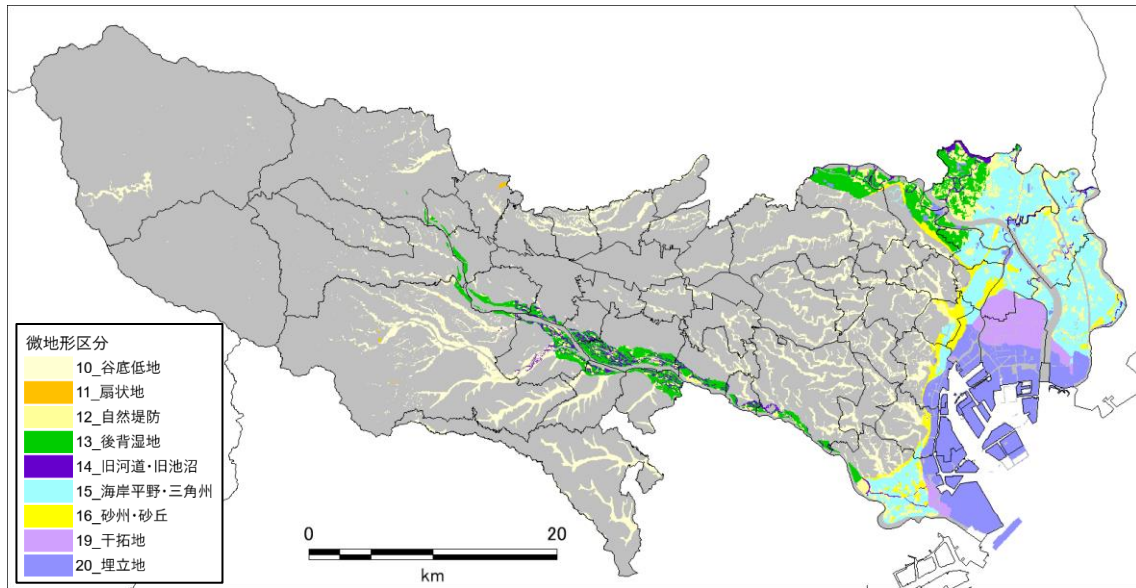 微地形区分
10_谷底低地
11_扇状地
12_自然堤防
13_後背湿地
14_旧河道・旧池沼
15_海岸平野・三角州
16_砂州・砂丘
19_干拓地
20_埋立地
0 20
km